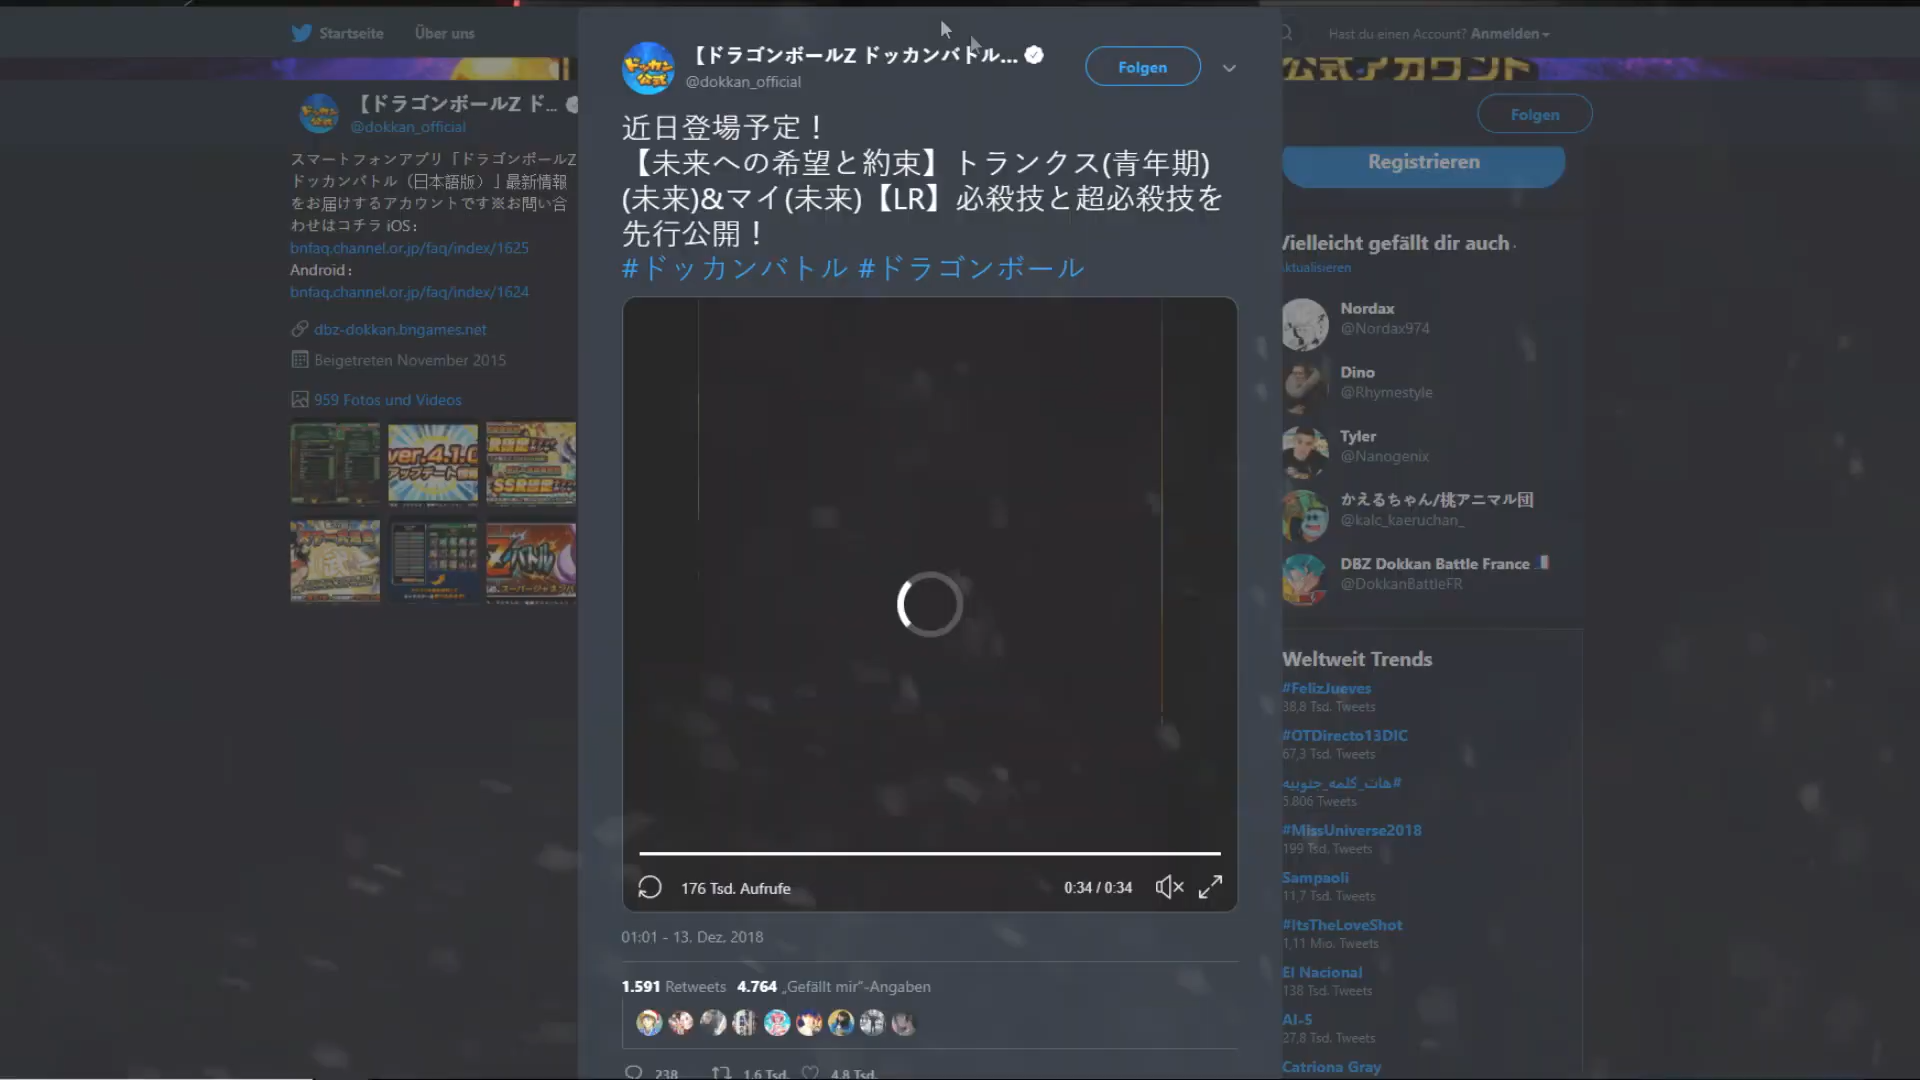 Startseite
Über uns
Hast du einen Account? Anmelden
公式アカウント
【ドラゴンボールZ ドッカンバトル...
@dokkan_official
Folgen
近日登場予定！
【未来への希望と約束】トランクス(青年期)
(未来)&マイ(未来)【LR】必殺技と超必殺技を
先行公開！
#ドッカンバトル #ドラゴンボール
176 Tsd. Aufrufe
0:34 / 0:34
01:01 - 13. Dez. 2018
1.591 Retweets 4.764 „Gefällt mir“-Angaben
238
1.6 Tsd.
4.8 Tsd.
【ドラゴンボールZ ド...
@dokkan_official
スマートフォンアプリ「ドラゴンボールZ
ドッカンバトル（日本語版）」最新情報
をお届けするアカウントです※お問い合
わせはコチラ iOS：
bnfaq.channel.or.jp/faq/index/1625
Android：
bnfaq.channel.or.jp/faq/index/1624
dbz-dokkan.bngames.net
Beigetreten November 2015
959 Fotos und Videos
ver.4.1.0
Folgen
Registrieren
Vielleicht gefällt dir auch
Aktualisieren
Nordax
@Nordax974
Dino
@Rhymestyle
Tyler
@Nanogenix
かえるちゃん/桃アニマル団
@kalc_kaeruchan_
DBZ Dokkan Battle France
@DokkanBattleFR
Weltweit Trends
#FelizJueves
38,8 Tsd. Tweets
#OTDirecto13DIC
67,3 Tsd. Tweets
#هات_كلمه_جنوبيه
5.806 Tweets
#MissUniverse2018
199 Tsd. Tweets
Sampaoli
11,7 Tsd. Tweets
#ItsTheLoveShot
1,11 Mio. Tweets
El Nacional
138 Tsd. Tweets
Al-5
27,8 Tsd. Tweets
Catriona Gray